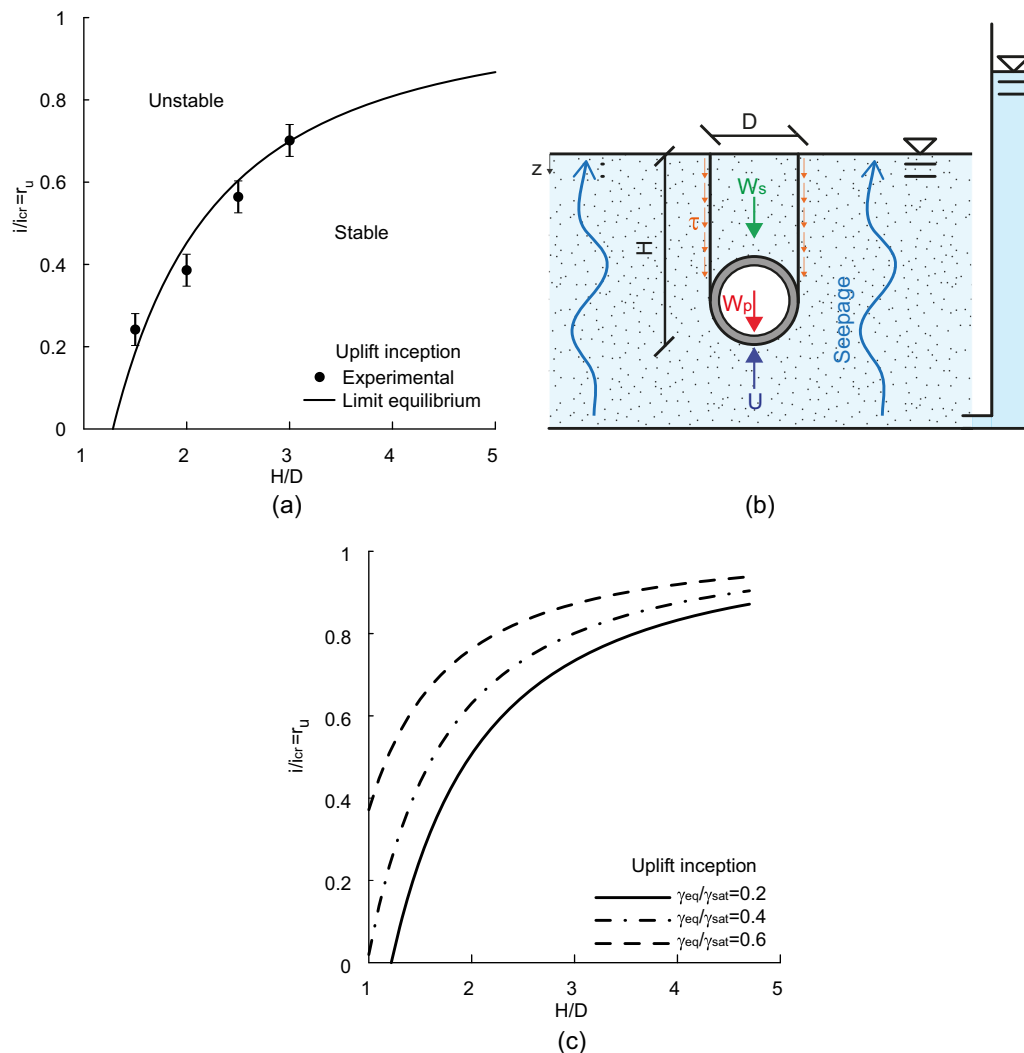 1
0.8
0.6
0.4
0.2
0
i/icr=ru
Unstable
Stable
Uplift inception
Experimental
Limit equilibrium
1 2 3 4 5
H/D
(a)
D
z
Ws
τ
H
Wp
U
Seepage
(b)
1
0.8
0.6
0.4
0.2
0
i/icr=ru
Uplift inception
γeq/γsat=0.2
γeq/γsat=0.4
γeq/γsat=0.6
1 2 3 4 5
H/D
(c)